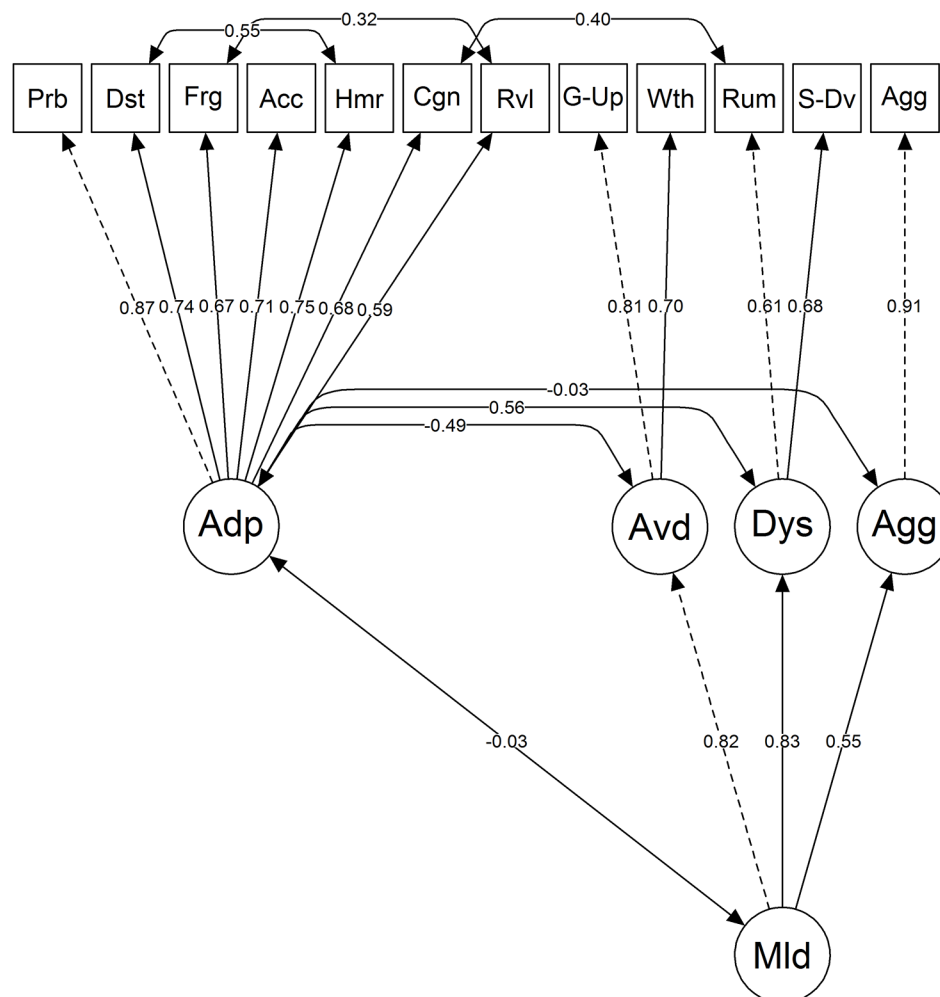 0.32
0.40
0.55
Prb Dst Frg Acc Hmr Cgn Rvl G-Up Wth Rum S-Dv Agg
0.87 0.74 0.67 0.71 0.75 0.68 0.59 0.81 0.70 0.61 0.68 0.91
-0.03
0.56
-0.49
Adp Avd Dys Agg
-0.03 0.82 0.83 0.55
Mld